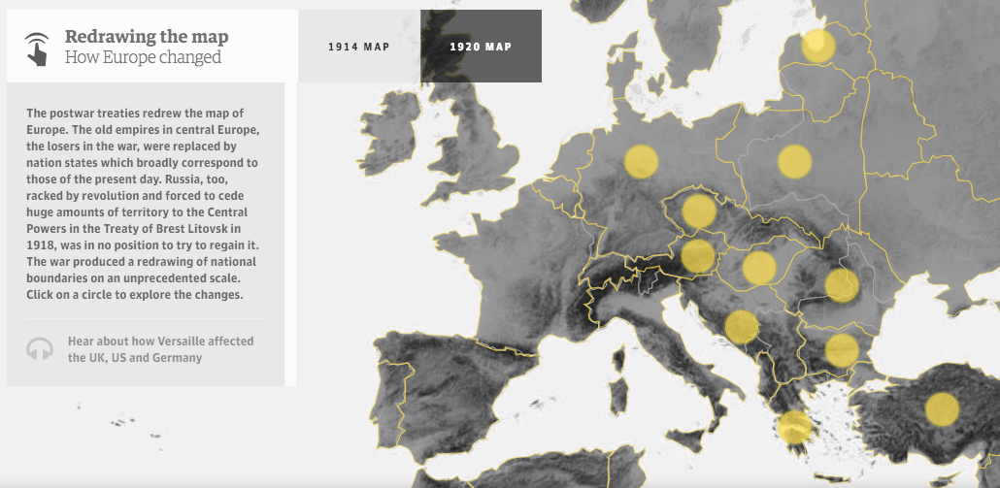 Redrawing the map
How Europe changed
1914 MAP
1920 MAP
The postwar treaties redrew the map of
Europe. The old empires in central Europe,
the losers in the war, were replaced by
nation states which broadly correspond to
those of the present day. Russia, too,
racked by revolution and forced to cede
huge amounts of territory to the Central
Powers in the Treaty of Brest Litovsk in
1918, was in no position to try to regain it.
The war produced a redrawing of national
boundaries on an unprecedented scale.
Click on a circle to explore the changes.
Hear about how Versaille affected
the UK, US and Germany